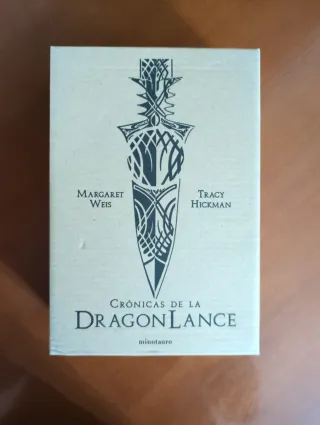 MARGARET WEIS
TRACY HICKMAN
CRÓNICAS DE LA
DRAGONLANCE
minotauro